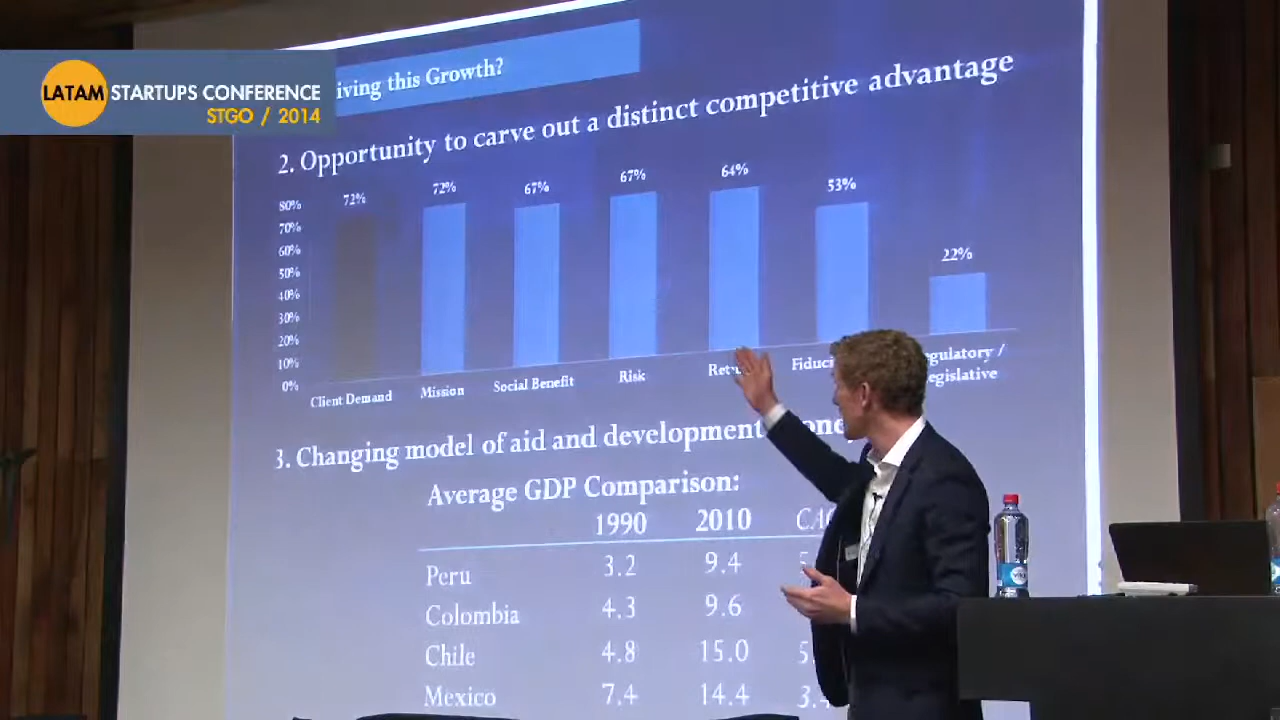 LATAM STARTUPS CONFERENCE
STGO / 2014
this Growth?
2. Opportunity to carve out a distinct competitive advantage
80%
70%
60%
50%
40%
30%
20%
10%
0%
72% 72% 67% 67% 64% 53% 22%
Client Demand Mission Social Benefit Risk
3. Changing model of aid and development
Average GDP Comparison:
1990 2010
Peru 3.2 9.4
Colombia 4.3 9.6
Chile 4.8 15.0
Mexico 7.4 14.4